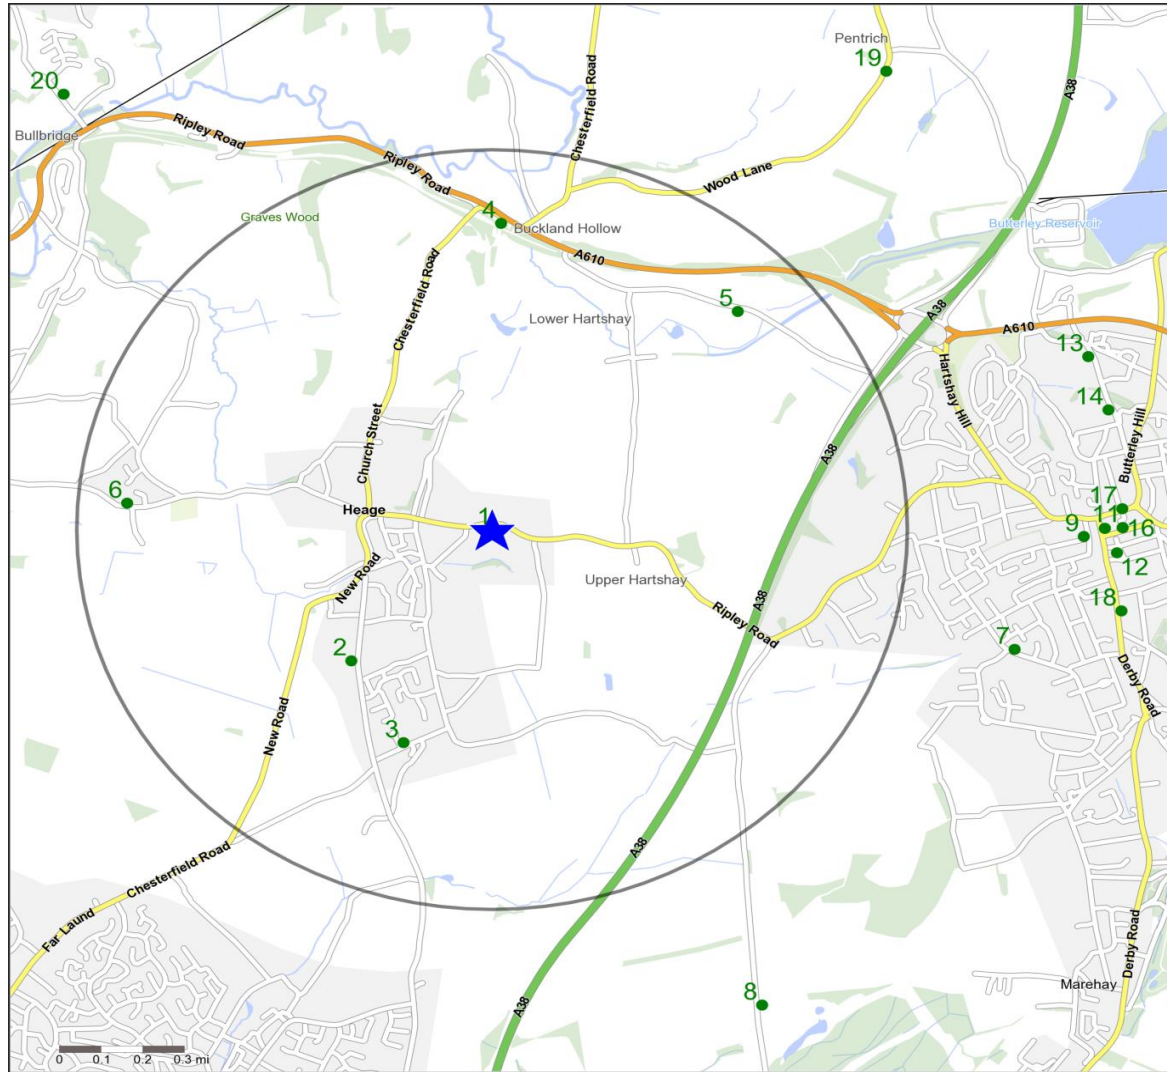 Pentrich
19
A38
20
Bullbridge
Ripley Road
Chesterfield Road
Ripley Road
Wood Lane
Graves Wood
4
Buckland Hollow
Butterley Reservoir
A610
Chesterfield Road
5
Lower Hartshay
A38
A610
13
Hartshay Hill
14
Church Street
Butterley Hill
A38
6
Heage
1
17
11
9
16
12
New Road
Upper Hartshay
A38
Ripley Road
18
2
7
Derby Road
New Road
3
A38
Chesterfield Road
Far Laund
Derby Road
8
Marehay
A38
0 0.1 0.2 0.3 mi